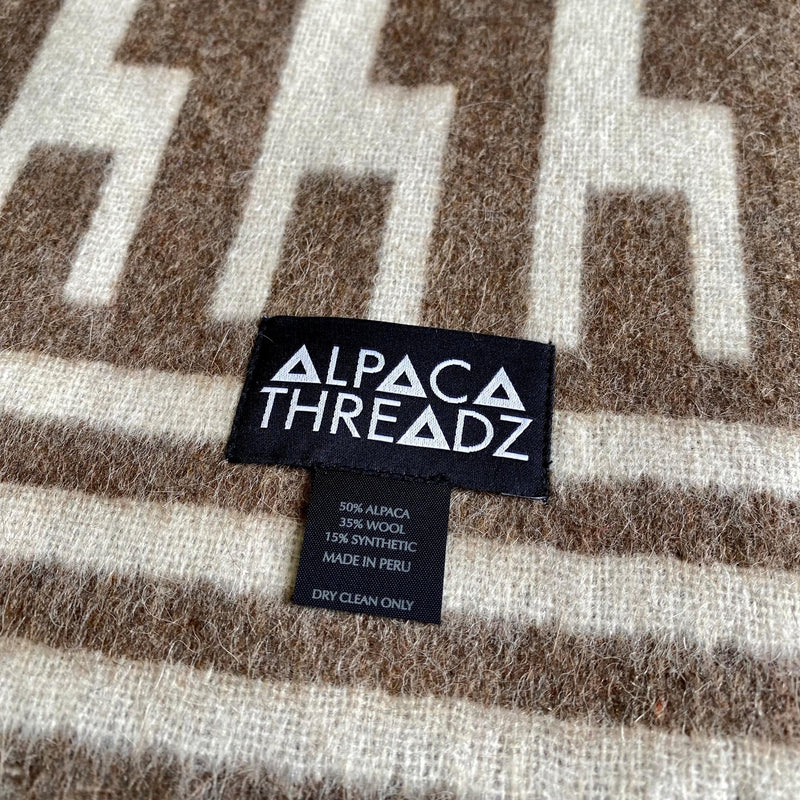 ALPACA
THREADZ
50% ALPACA
35% WOOL
15% SYNTHETIC
MADE IN PERU
DRY CLEAN ONLY